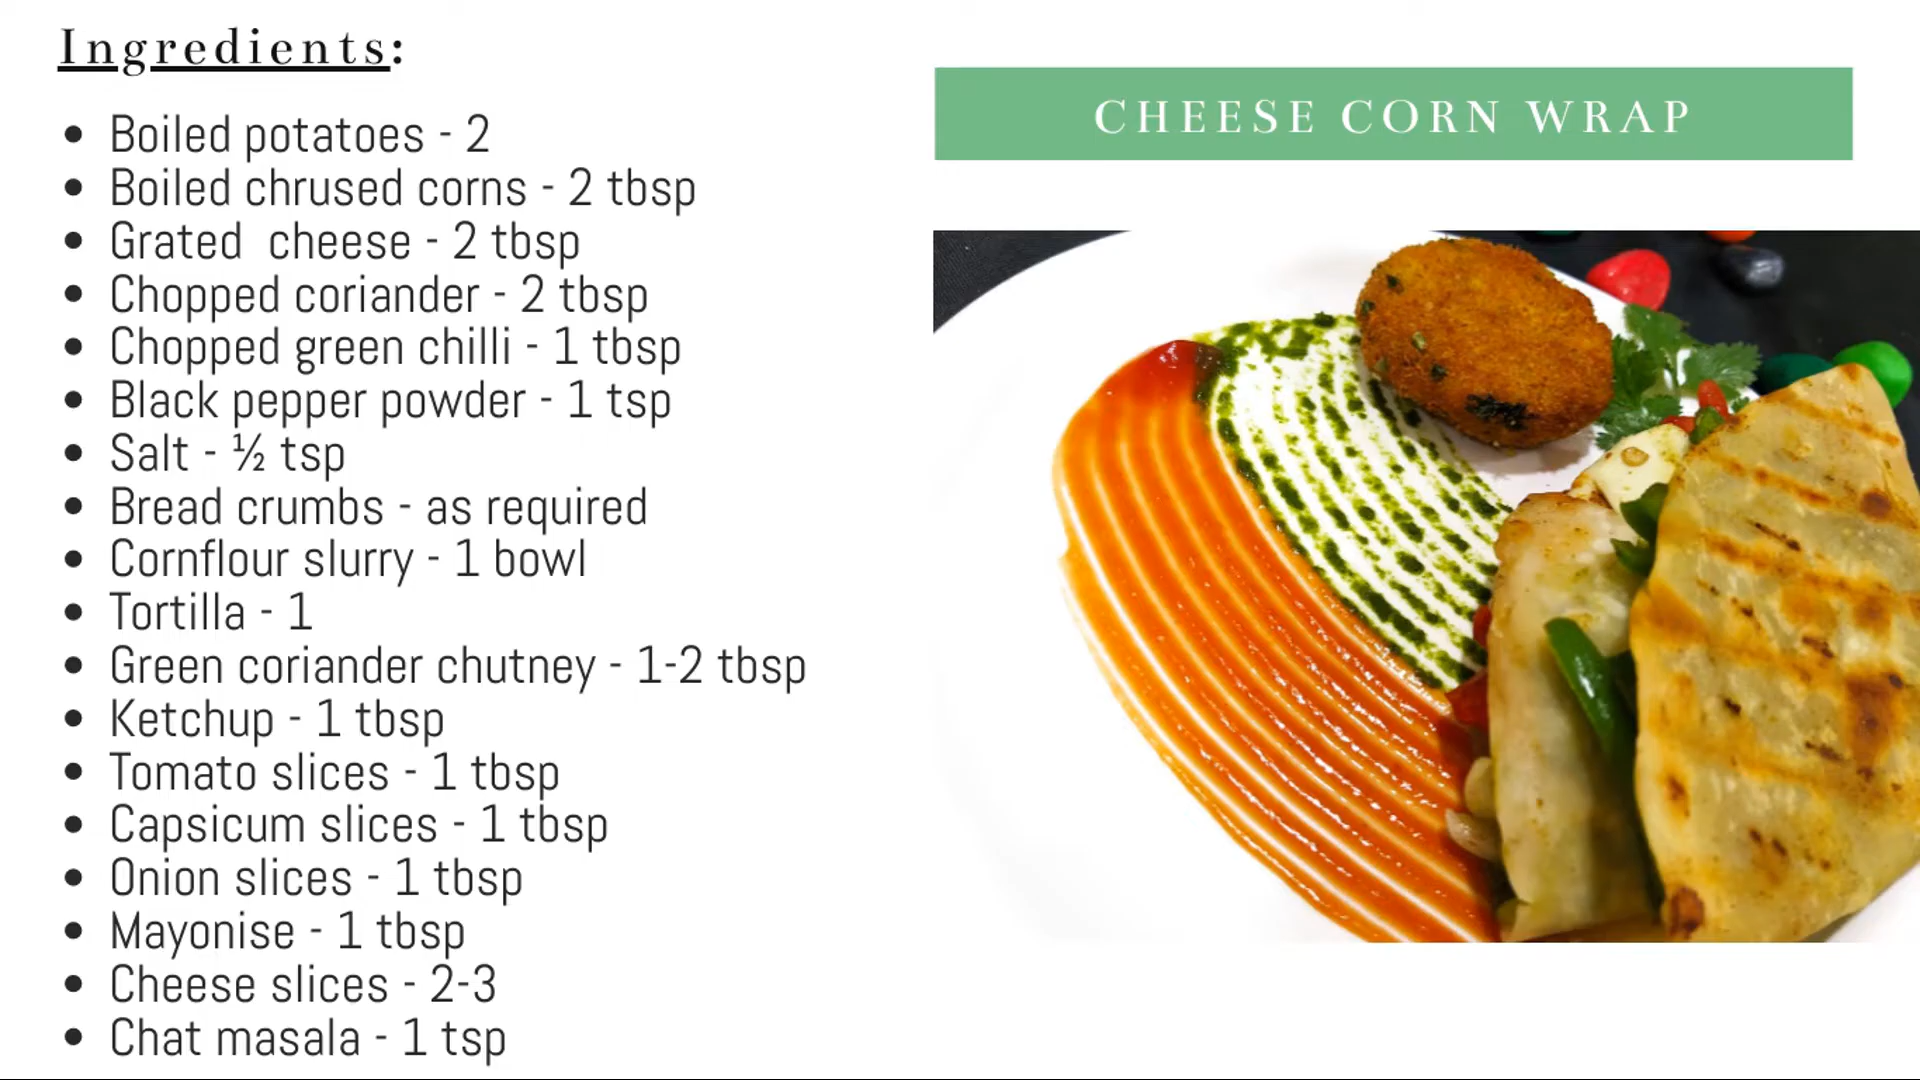 Ingredients:
Boiled potatoes - 2
Boiled chrused corns - 2 tbsp
Grated cheese - 2 tbsp
Chopped coriander - 2 tbsp
Chopped green chilli - 1 tbsp
Black pepper powder - 1 tsp
Salt - ½ tsp
Bread crumbs - as required
Cornflour slurry - 1 bowl
Tortilla - 1
Green coriander chutney - 1-2 tbsp
Ketchup - 1 tbsp
Tomato slices - 1 tbsp
Capsicum slices - 1 tbsp
Onion slices - 1 tbsp
Mayonise - 1 tbsp
Cheese slices - 2-3
Chat masala - 1 tsp
CHEESE CORN WRAP